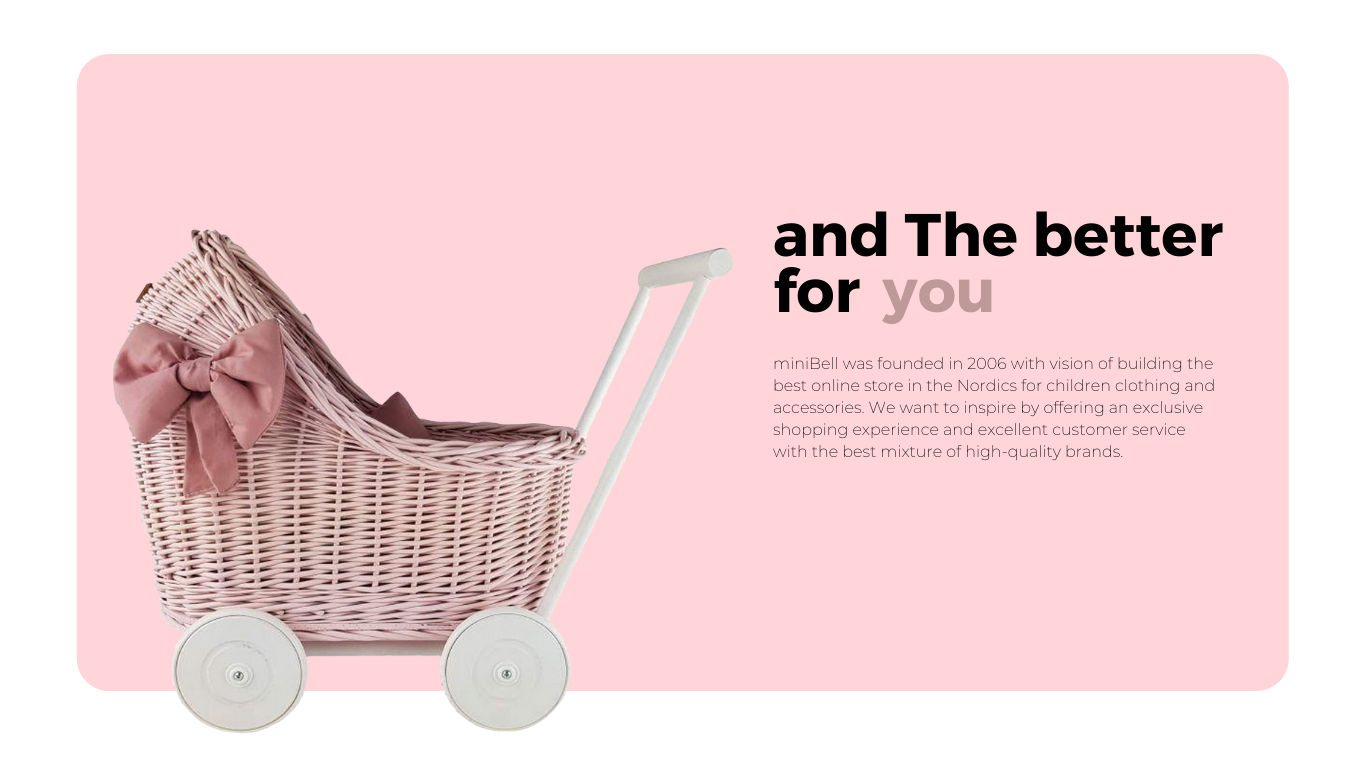 and The better
for you
miniBell was founded in 2006 with vision of building the
best online store in the Nordics for children clothing and
accessories. We want to inspire by offering an exclusive
shopping experience and excellent customer service
with the best mixture of high-quality brands.